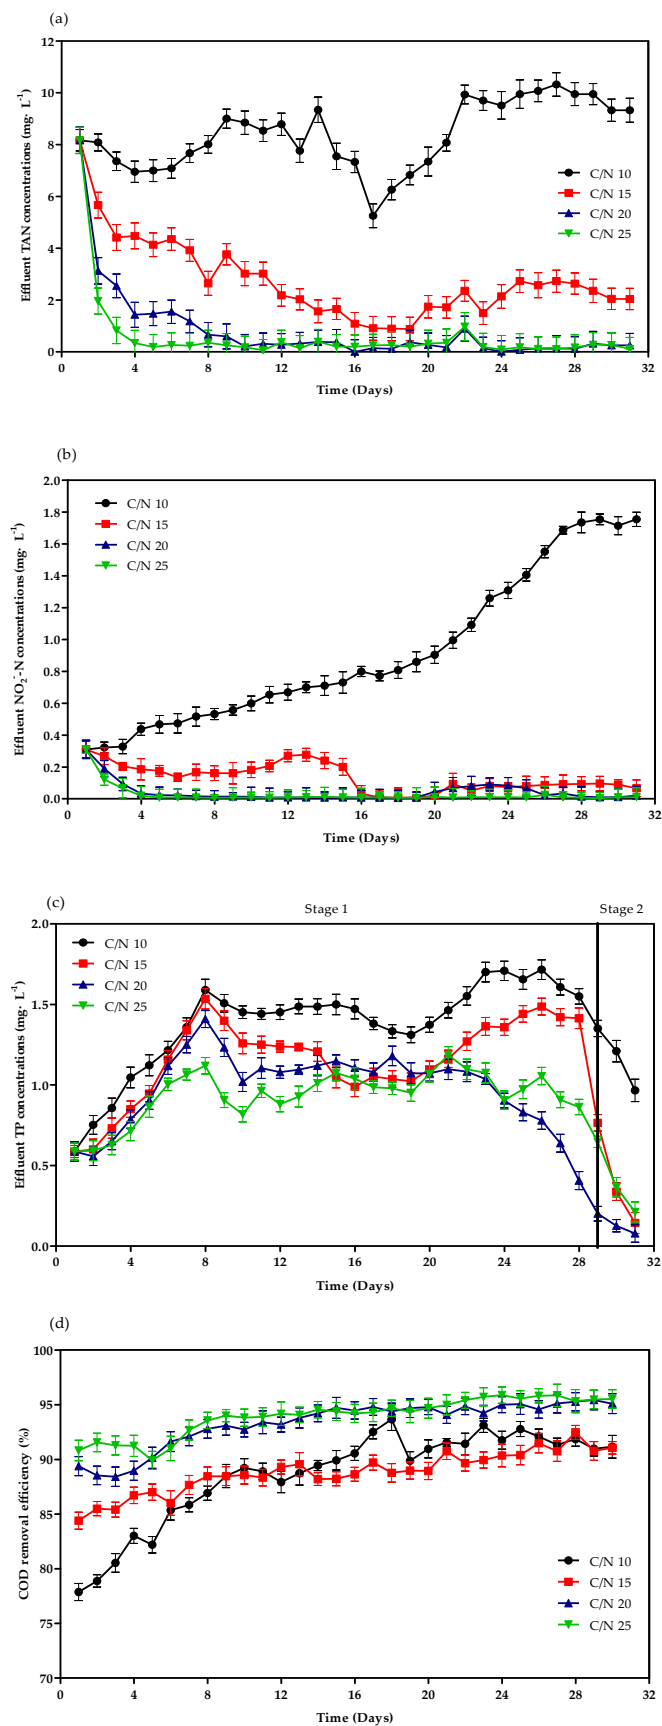 (a)
12
10
8
6
4
2
0
Effluent TAN concentrations (mg· L⁻¹)
C/N 10
C/N 15
C/N 20
C/N 25
0 4 8 12 16 20 24 28 32
Time (Days)
(b)
2.0
1.8
1.6
1.4
1.2
1.0
0.8
0.6
0.4
0.2
0.0
Effluent NO₂⁻-N concentrations (mg· L⁻¹)
C/N 10
C/N 15
C/N 20
C/N 25
0 4 8 12 16 20 24 28 32
Time (Days)
(c)
Stage 1 Stage 2
2.0
1.5
1.0
0.5
0.0
Effluent TP concentrations (mg· L⁻¹)
C/N 10
C/N 15
C/N 20
C/N 25
0 4 8 12 16 20 24 28 32
Time (Days)
(d)
100
95
90
85
80
75
70
COD removal efficiency (%)
C/N 10
C/N 15
C/N 20
C/N 25
0 4 8 12 16 20 24 28 32
Time (Days)